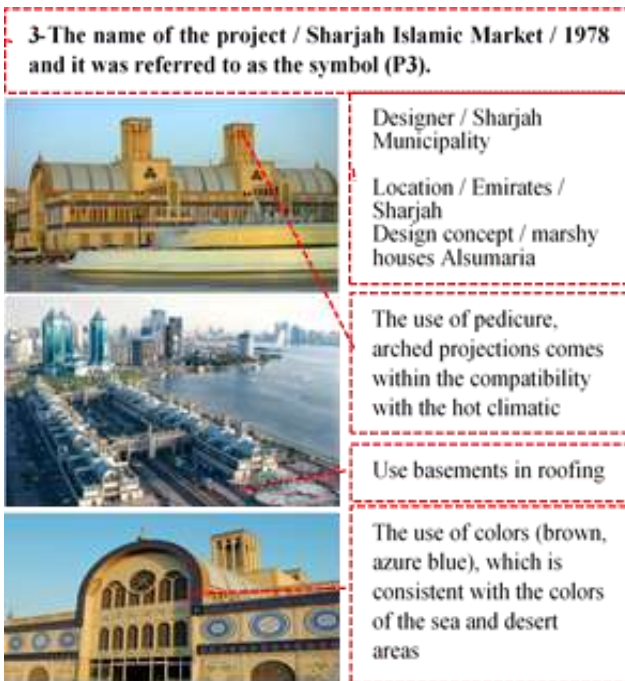 3-The name of the project / Sharjah Islamic Market / 1978
and it was referred to as the symbol (P3).
Designer / Sharjah
Municipality
Location / Emirates /
Sharjah
Design concept / marshy
houses Alsumaria
The use of pedicure,
arched projections comes
within the compatibility
with the hot climatic
Use basements in roofing
The use of colors (brown,
azure blue), which is
consistent with the colors
of the sea and desert
areas